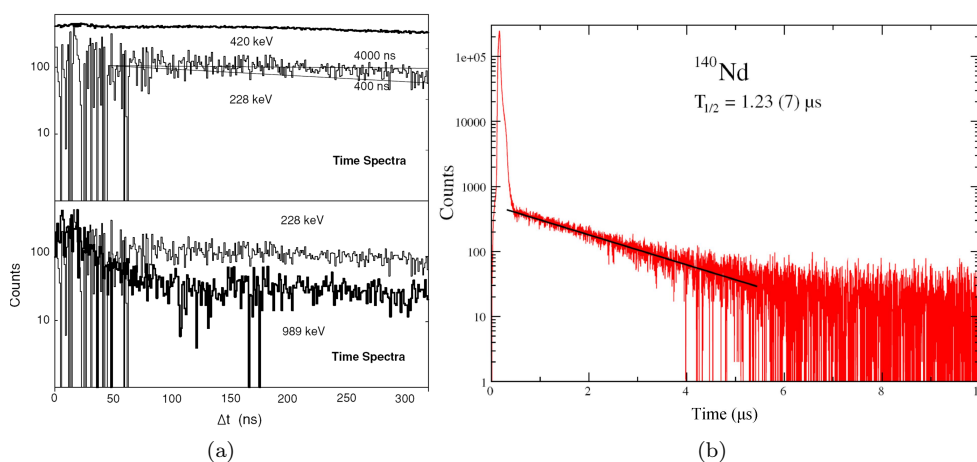 420 keV
4000 ns
100
400 ns
228 keV
10
Time Spectra
228 keV
100
Counts
10
989 keV
Time Spectra
0 50 100 150 200 250 300
Δt (ns)
(a)
1e+05
¹⁴⁰Nd
T₁/₂ = 1.23 (7) μs
10000
Counts
1000
100
10
1
0 2 4 6 8 1
Time (μs)
(b)